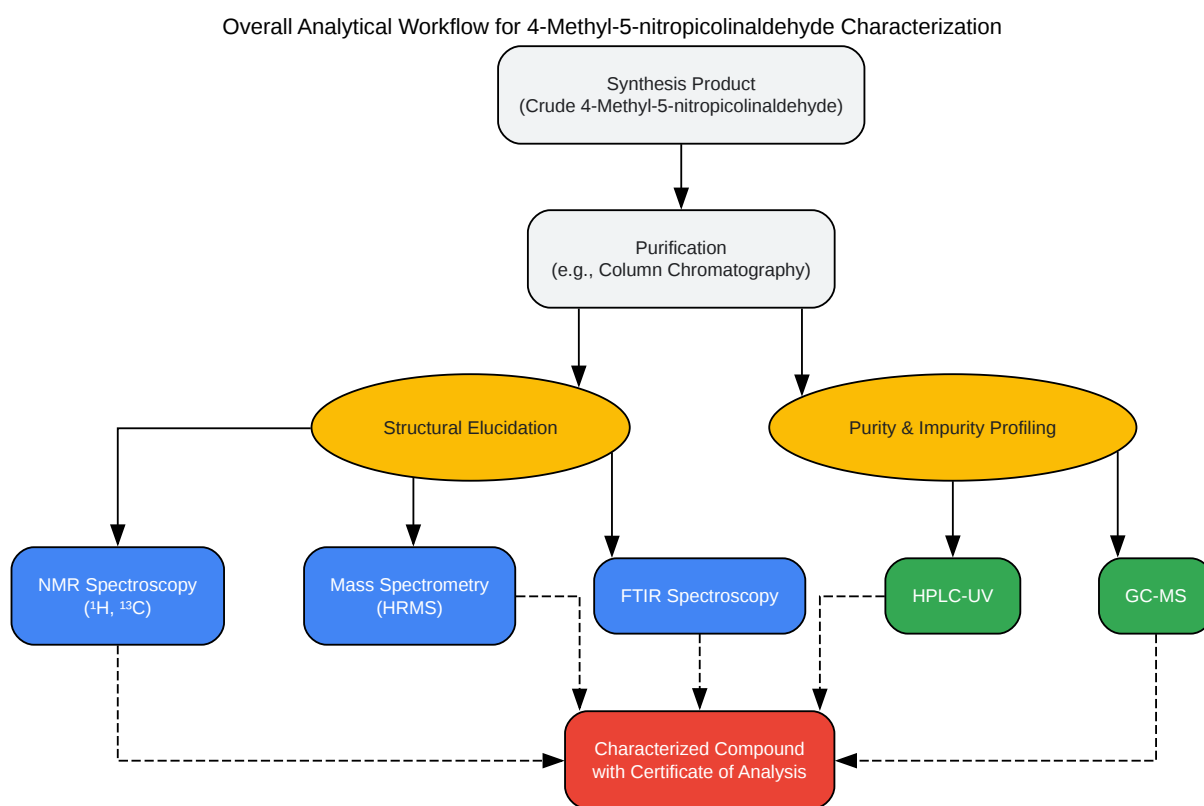 Overall Analytical Workflow for 4-Methyl-5-nitropicolinaldehyde Characterization
Synthesis Product
(Crude 4-Methyl-5-nitropicolinaldehyde)
Purification
(e.g., Column Chromatography)
Structural Elucidation
Purity & Impurity Profiling
NMR Spectroscopy
(¹H, ¹³C)
Mass Spectrometry
(HRMS)
FTIR Spectroscopy
HPLC-UV
GC-MS
Characterized Compound
with Certificate of Analysis